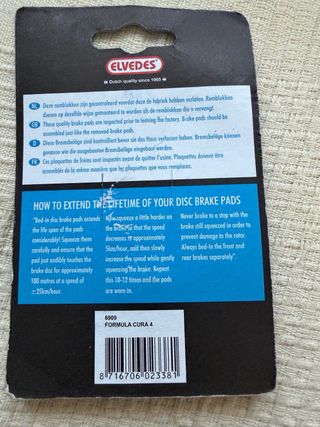 ELVEDES®
Dutch quality since 1965
NL Deze remblokken zijn gecontroleerd voordat deze de fabriek hebben verlaten. Remblokken
dienen op dezelfde wijze gemonteerd te worden als de remblokken die u vervangt.
GB These quality brake pads are inspected prior to leaving the factory. Brake pads should be
assembled just like the removed brake pads.
D Diese Bremsbeläge sind kontrolliert bevor sie das Haus verlassen haben. Bremsbeläge können
genauso wie die ausgebauten Bremsbeläge eingebaut werden.
FR Ces plaquettes de freins sont inspectés avant de quitter l'usine. Plaquettes doivent être
assemblés de la même manière que les plaquettes que vous remplacez.
HOW TO EXTEND THE LIFETIME OF YOUR DISC BRAKE PADS
"Bed-in disc brake pads extends
the life span of the pads
considerably! Squeeze them
carefully and ensure that the
pads just audibly touches the
brake disc for approximately
100 metres at a speed of
±25km/hour.
Now squeeze a little harder on
the brakes so that the speed
decreases to approximately
5km/hour, and then slowly
increase the speed while gently
squeezing the brake. Repeat
this 10-12 times and the pads
are worn in.
Never brake to a stop with the
brake still squeezed in order to
prevent damage to the rotor.
Always bed-in the front and
rear brakes separately".
6909
FORMULA CURA 4
8 716706 023381